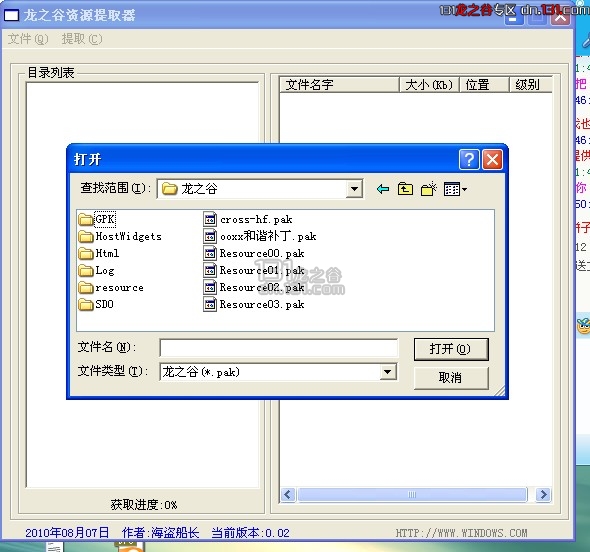 龙之谷资源提取器
131龙之谷专区 dn.131.com
文件(Q) 提取(C)
目录列表
文件名字 大小(Kb) 位置 级别
打开
查找范围(I): 龙之谷
GPK
HostWidgets
Html
Log
resource
SDO
cross-hf.pak
ooxx和谐补丁.pak
Resource00.pak
Resource01.pak
Resource02.pak
Resource03.pak
131龙之谷
文件名(N): 打开(O)
文件类型(T): 龙之谷(*.pak) 取消
获取进度:0%
2010年08月07日 作者:海盗船长 当前版本:0.02 HTTP://WWW.WINDOWS.COM